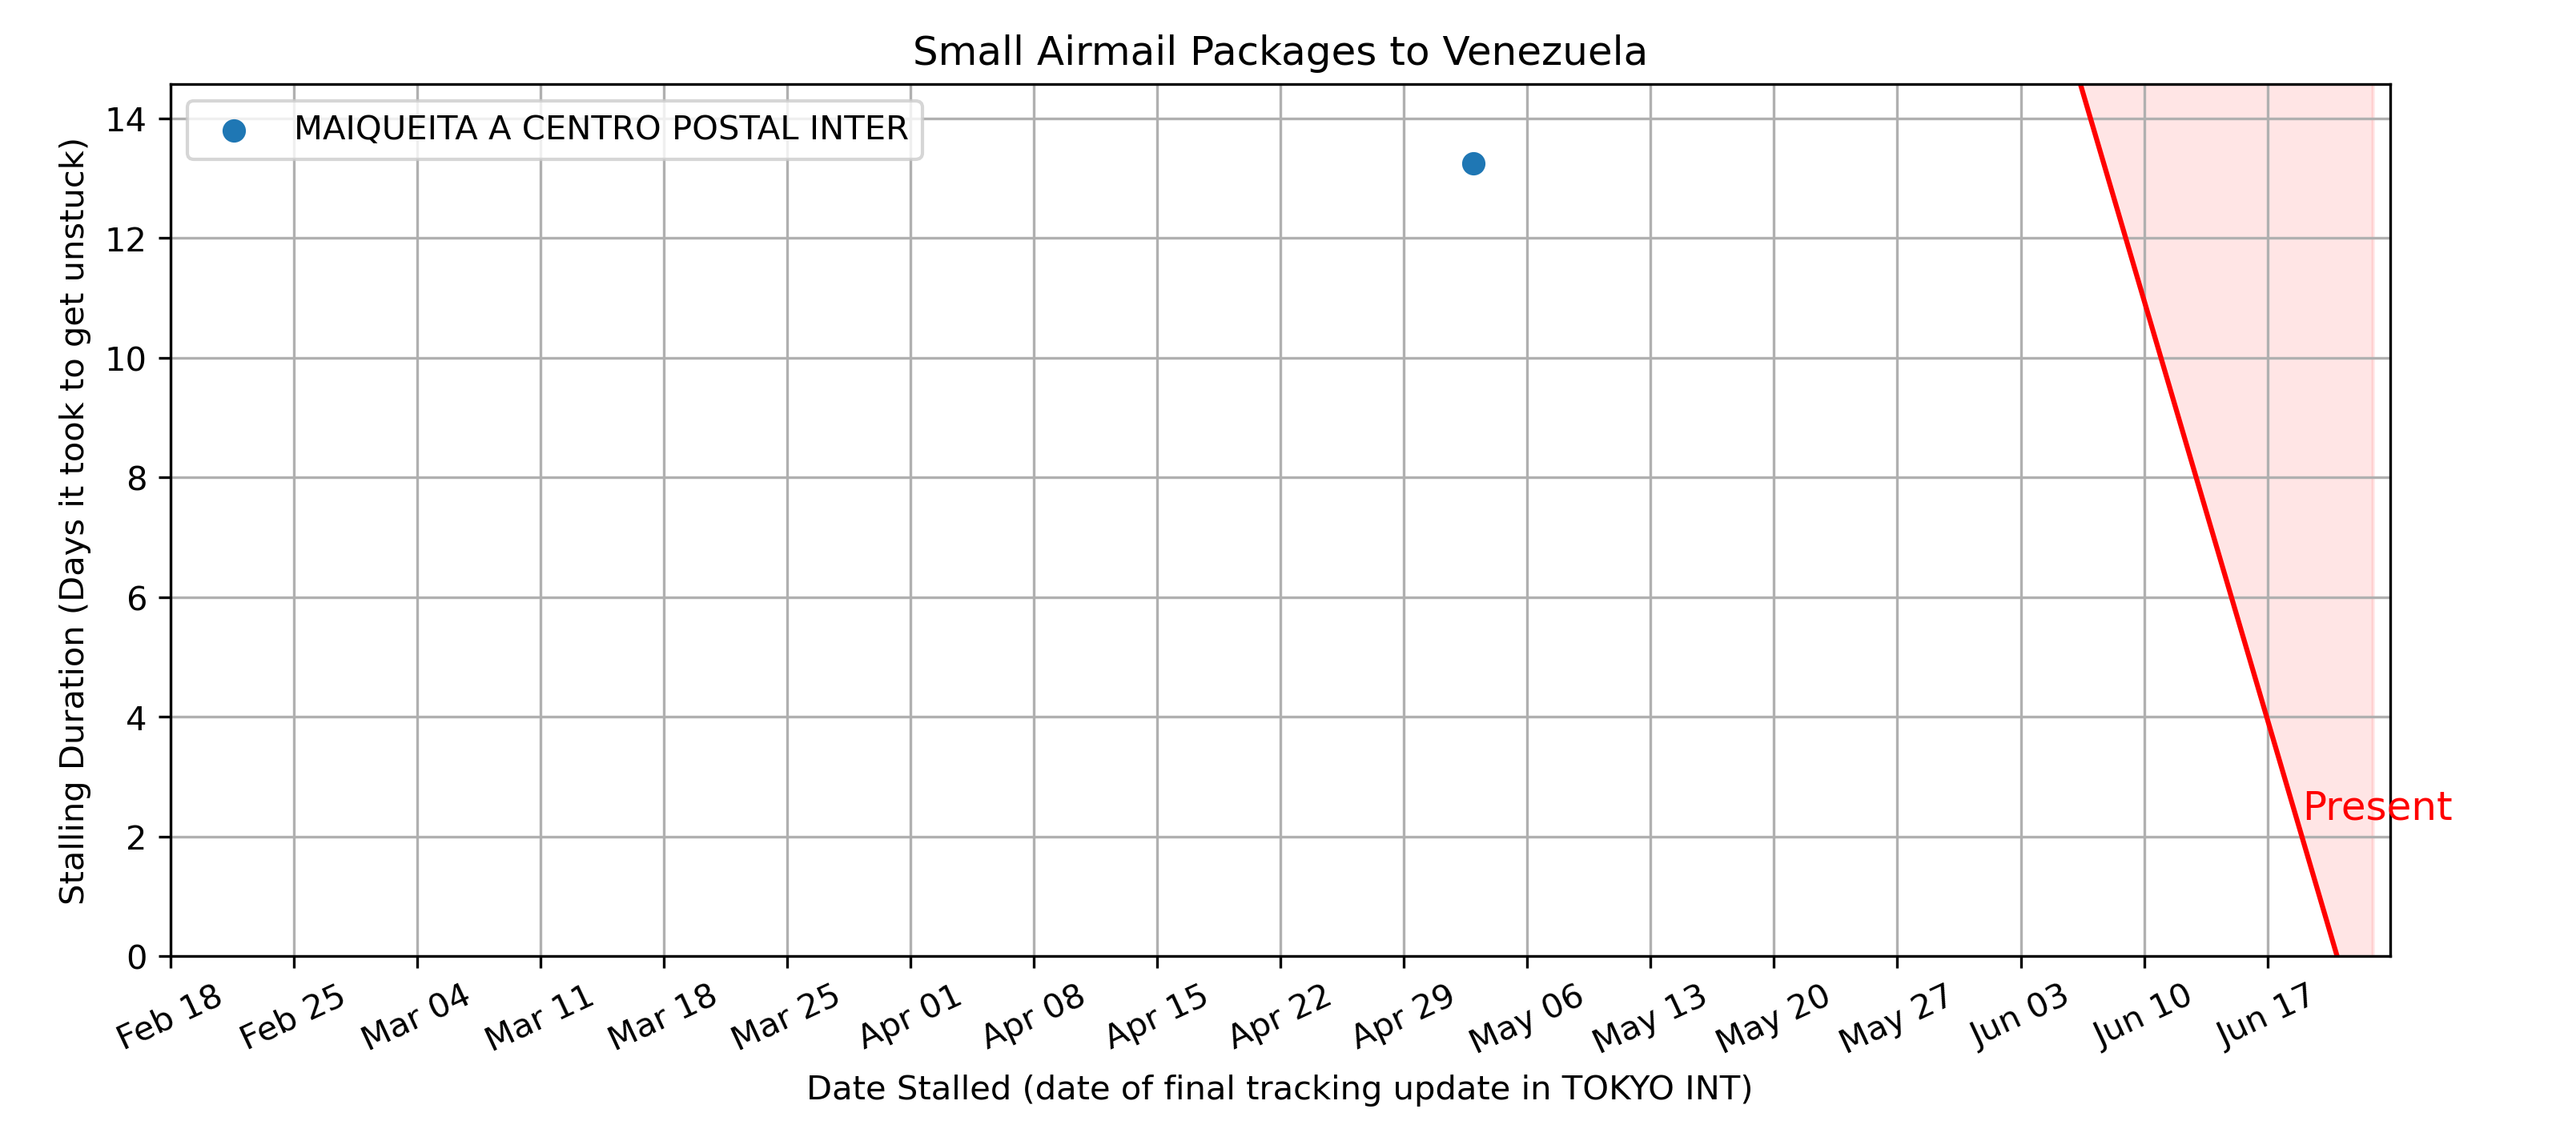 Small Airmail Packages to Venezuela
MAIQUEITA A CENTRO POSTAL INTER
Stalling Duration (Days it took to get unstuck)
14
12
10
8
6
4
2
0
Present
Feb 18
Feb 25
Mar 04
Mar 11
Mar 18
Mar 25
Apr 01
Apr 08
Apr 15
Apr 22
Apr 29
May 06
May 13
May 20
May 27
Jun 03
Jun 10
Jun 17
Date Stalled (date of final tracking update in TOKYO INT)